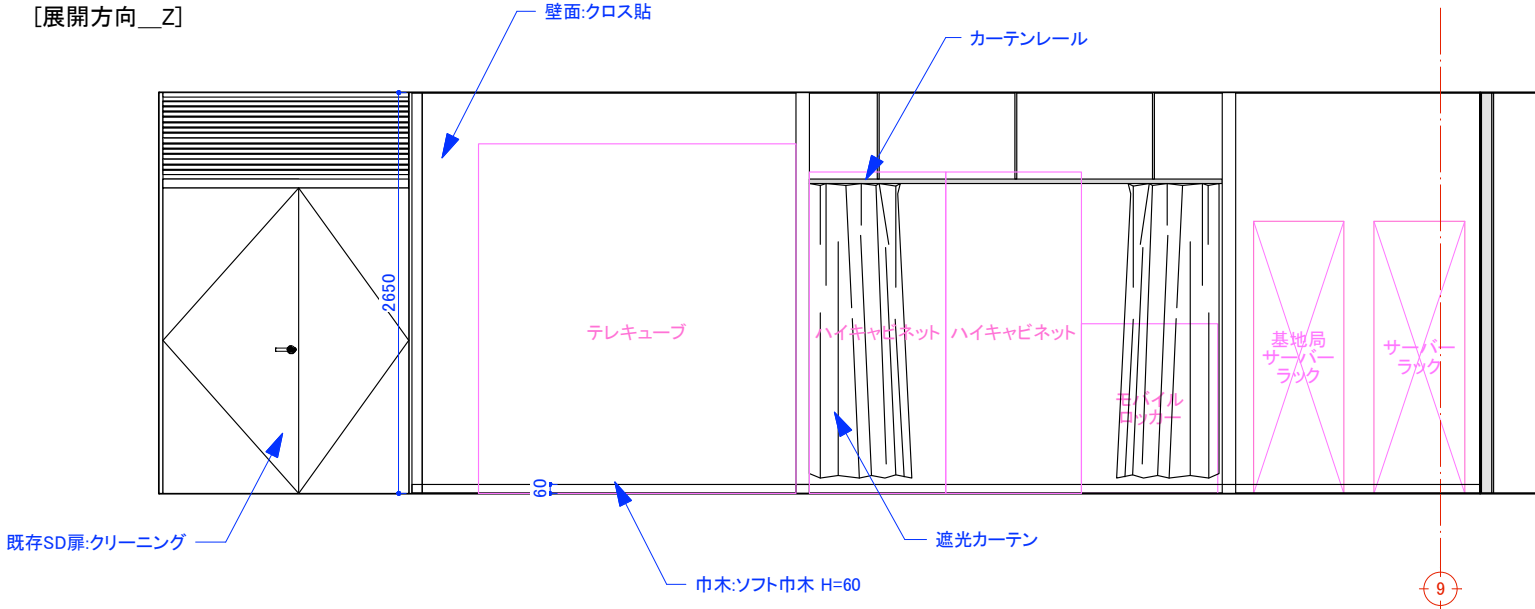 [展開方向__Z]
壁面:クロス貼
カーテンレール
2650
テレキューブ
ハイキャビネット
ハイキャビネット
モバイル
ロッカー
基地局
サーバー
ラック
サーバー
ラック
60
既存SD扉:クリーニング
遮光カーテン
巾木:ソフト巾木 H=60
9